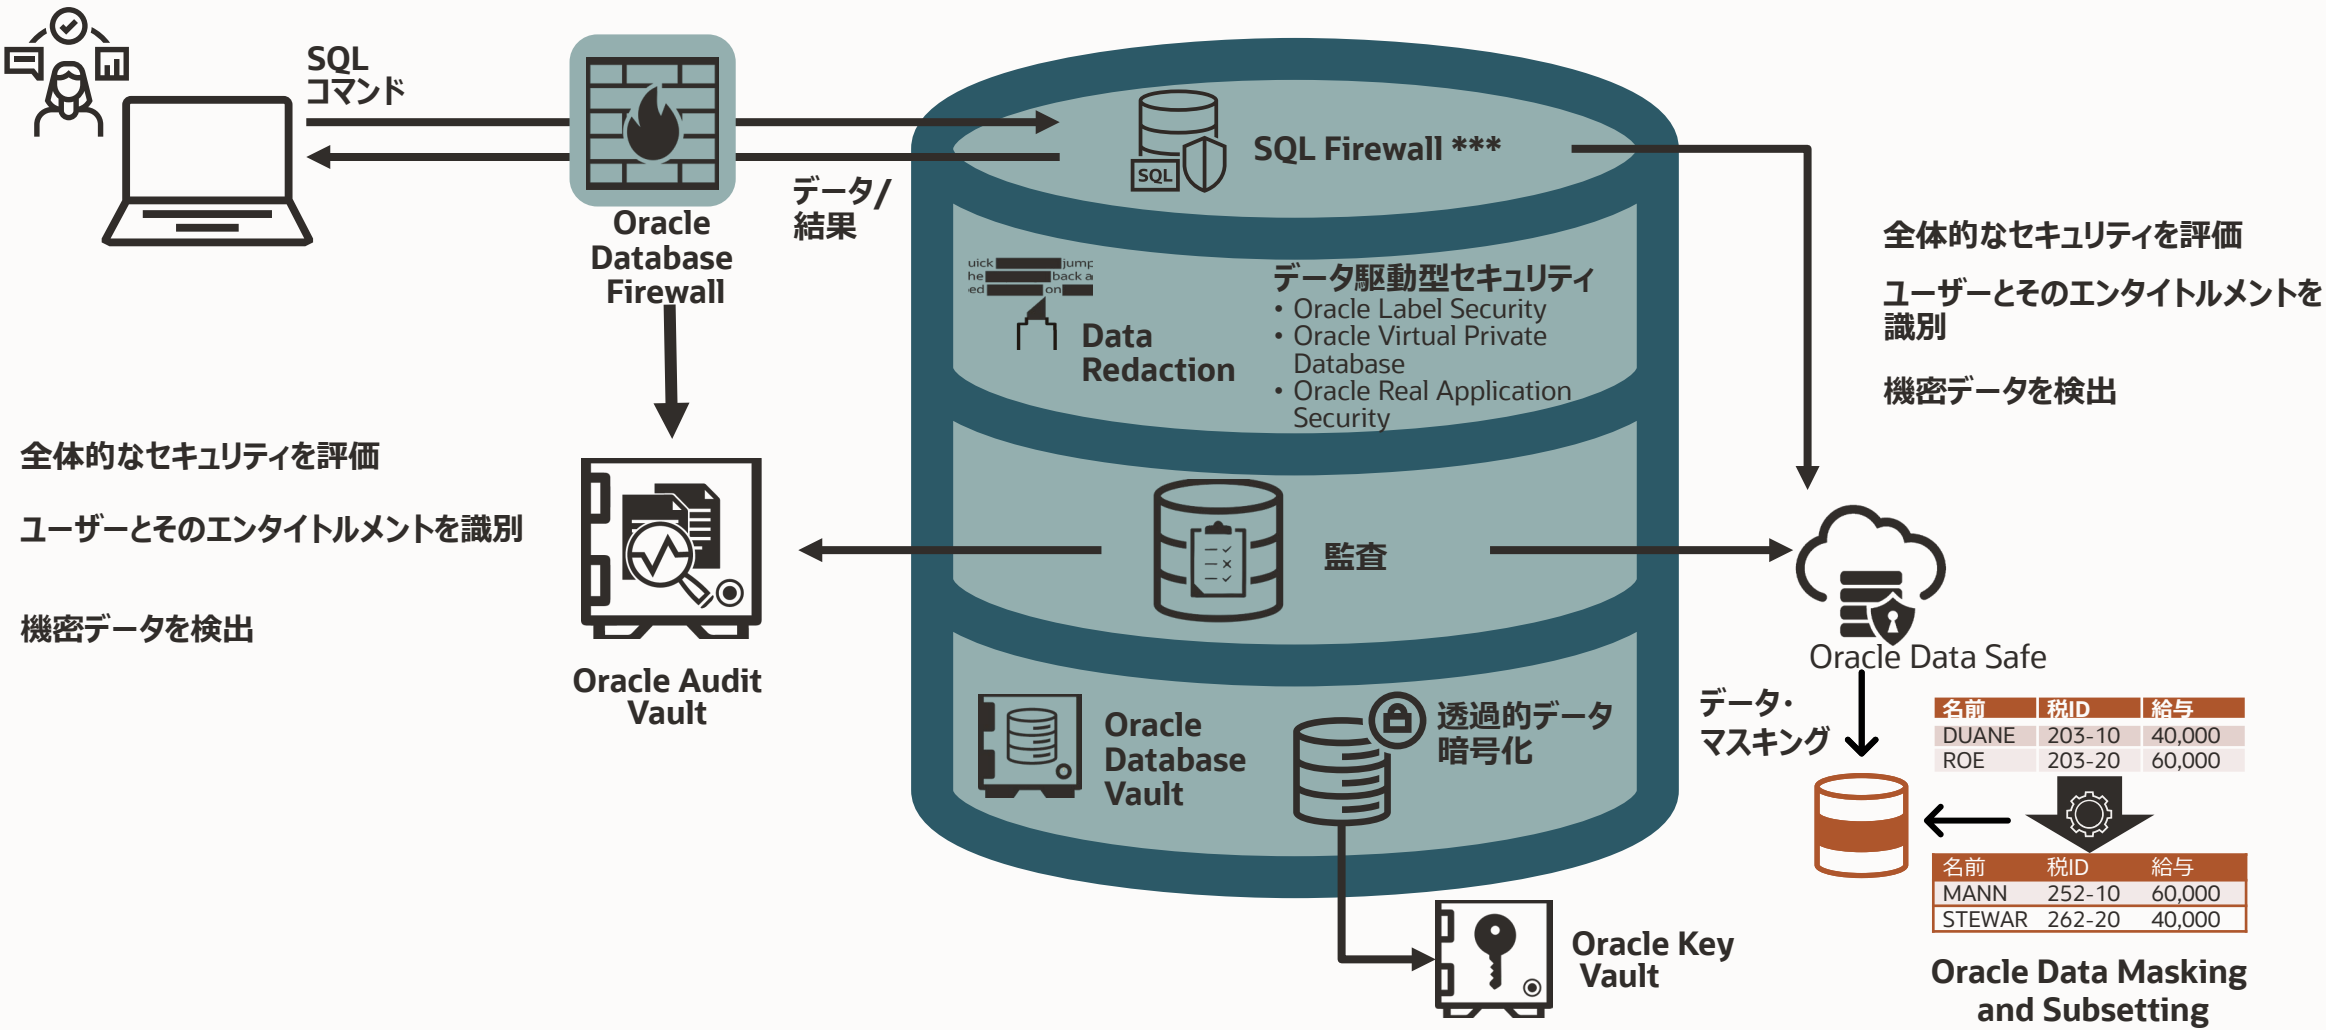 SQL
コマンド
Oracle
Database
Firewall
データ/
結果
SQL
SQL Firewall ***
uick jump
he back a
ed on
Data
Redaction
データ駆動型セキュリティ
• Oracle Label Security
• Oracle Virtual Private
Database
• Oracle Real Application
Security
全体的なセキュリティを評価
ユーザーとそのエンタイトルメントを
識別
機密データを検出
全体的なセキュリティを評価
ユーザーとそのエンタイトルメントを識別
機密データを検出
Oracle Audit
Vault
監査
Oracle Data Safe
Oracle
Database
Vault
透過的データ
暗号化
データ・
マスキング
名前 税ID 給与
DUANE 203-10 40,000
ROE 203-20 60,000
名前 税ID 給与
MANN 252-10 60,000
STEWAR 262-20 40,000
Oracle Key
Vault
Oracle Data Masking
and Subsetting